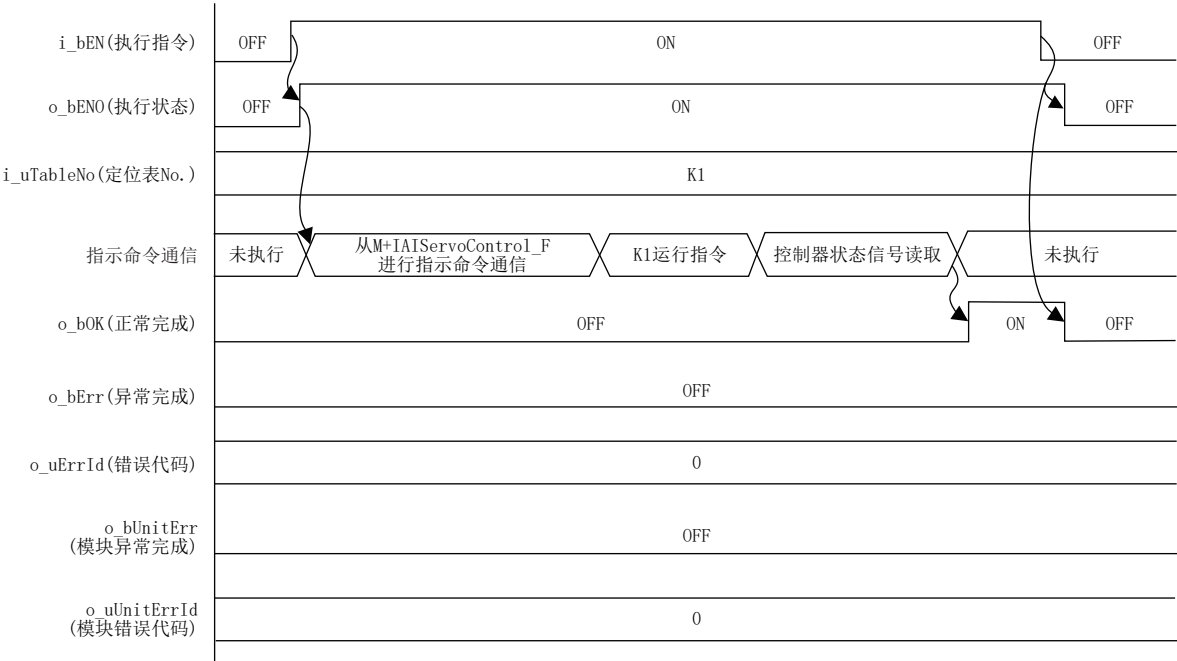 i_bEN(执行指令) OFF ON OFF
o_bENO(执行状态) OFF ON OFF
i_uTableNo(定位表No.) K1
指示命令通信 未执行 从M+IAIServoControl_F
进行指示命令通信 K1运行指令 控制器状态信号读取 未执行
o_bOK(正常完成) OFF ON OFF
o_bErr(异常完成) OFF
o_uErrId(错误代码) 0
o_bUnitErr
(模块异常完成) OFF
o_uUnitErrId
(模块错误代码) 0